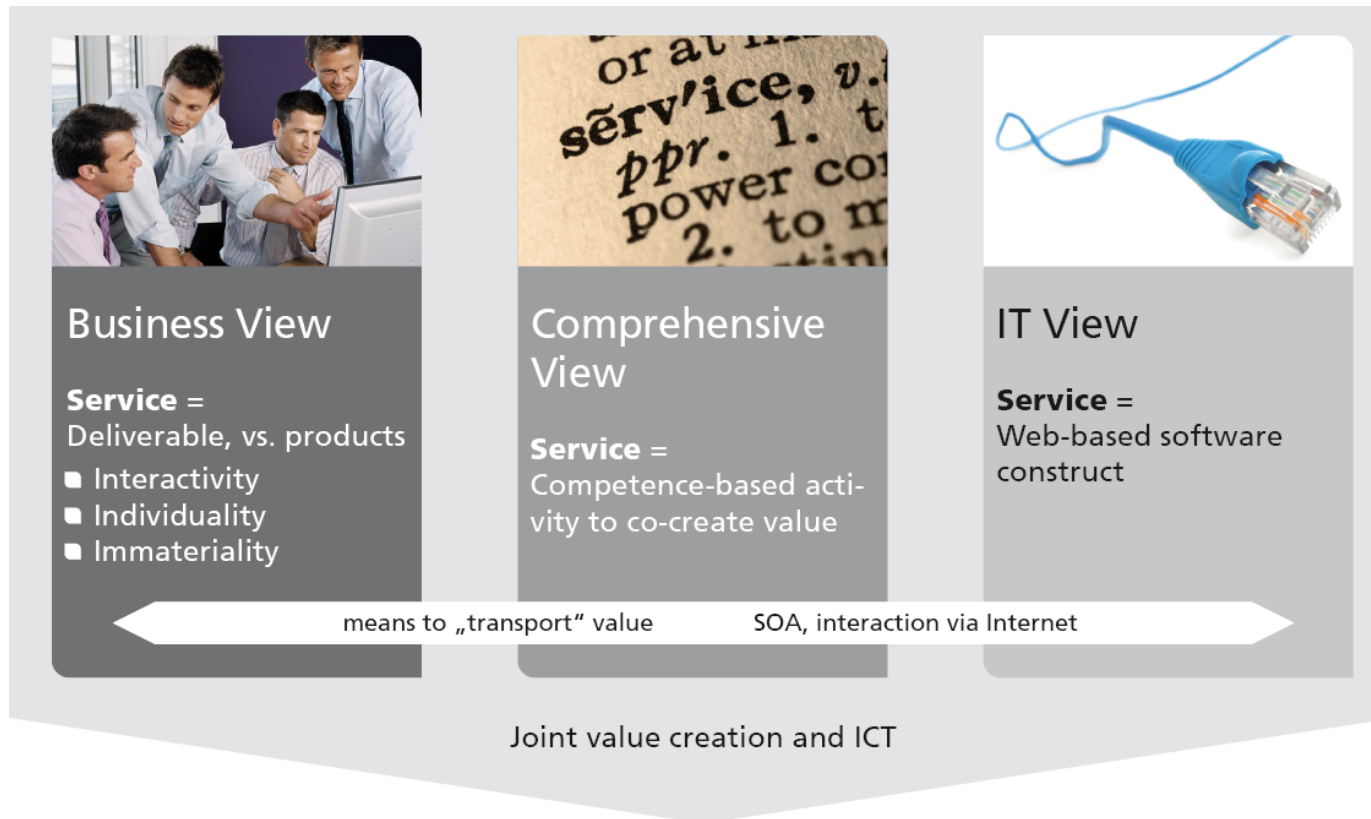 or at
sẽrv'ice, v.
ppr. 1. t
power co
2. to m
Business View
Service =
Deliverable, vs. products
Interactivity
Individuality
Immateriality
Comprehensive
View
Service =
Competence-based acti-
vity to co-create value
IT View
Service =
Web-based software
construct
means to „transport“ value
SOA, interaction via Internet
Joint value creation and ICT